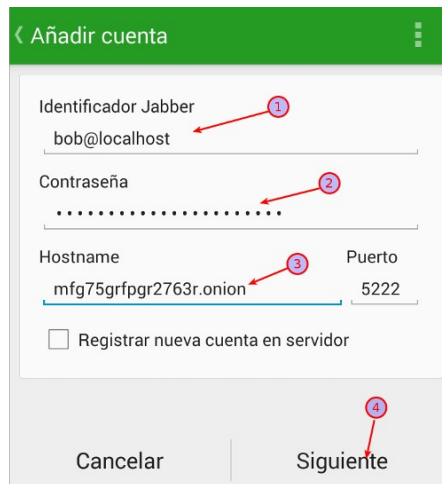 Añadir cuenta
Identificador Jabber
1
bob@localhost
Contraseña
2
••••••••••••••••••••••
Hostname
3
Puerto
mfg75grfpgr2763r.onion
5222
Registrar nueva cuenta en servidor
4
Cancelar
Siguiente